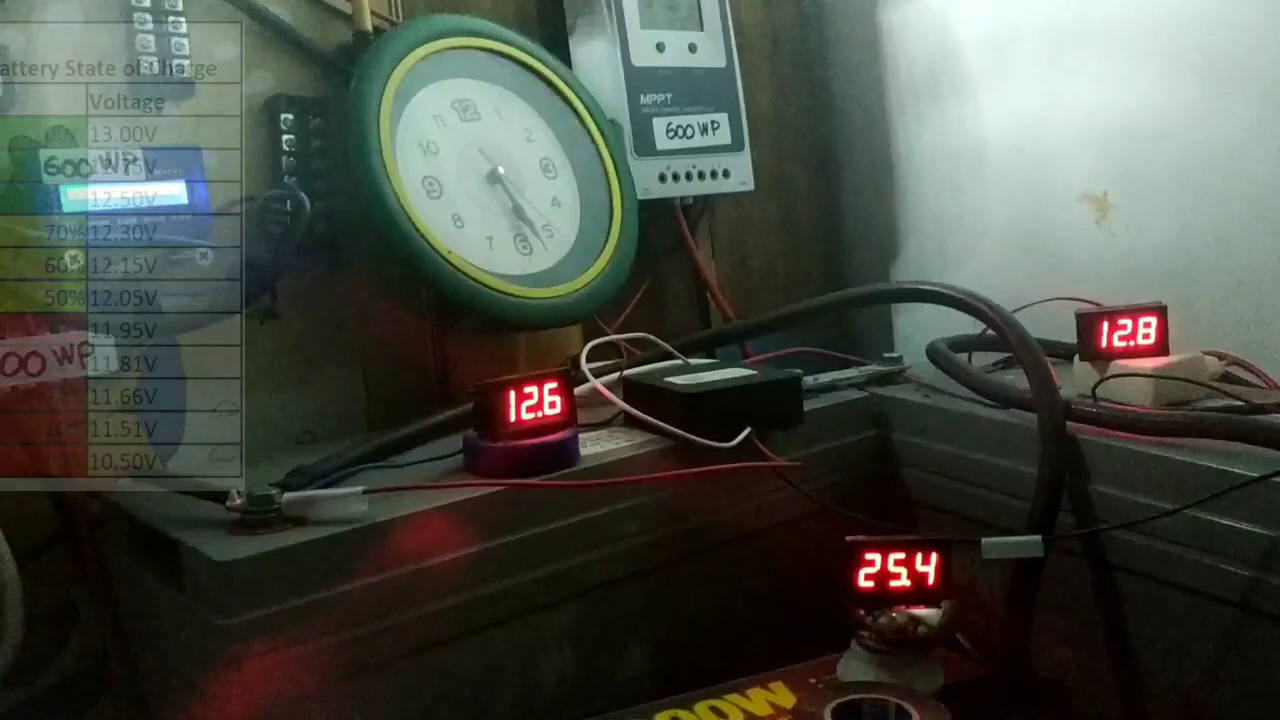 attery State of Charge
Voltage
13.00V
600 WP
12.75V
12.50V
70% 12.30V
60% 12.15V
50% 12.05V
11.95V
00 WP
11.81V
11.66V
11.51V
10.50V
12
1
2
3
4
5
6
7
8
9
10
11
MPPT
600 WP
12.6
12.8
25.4
00W